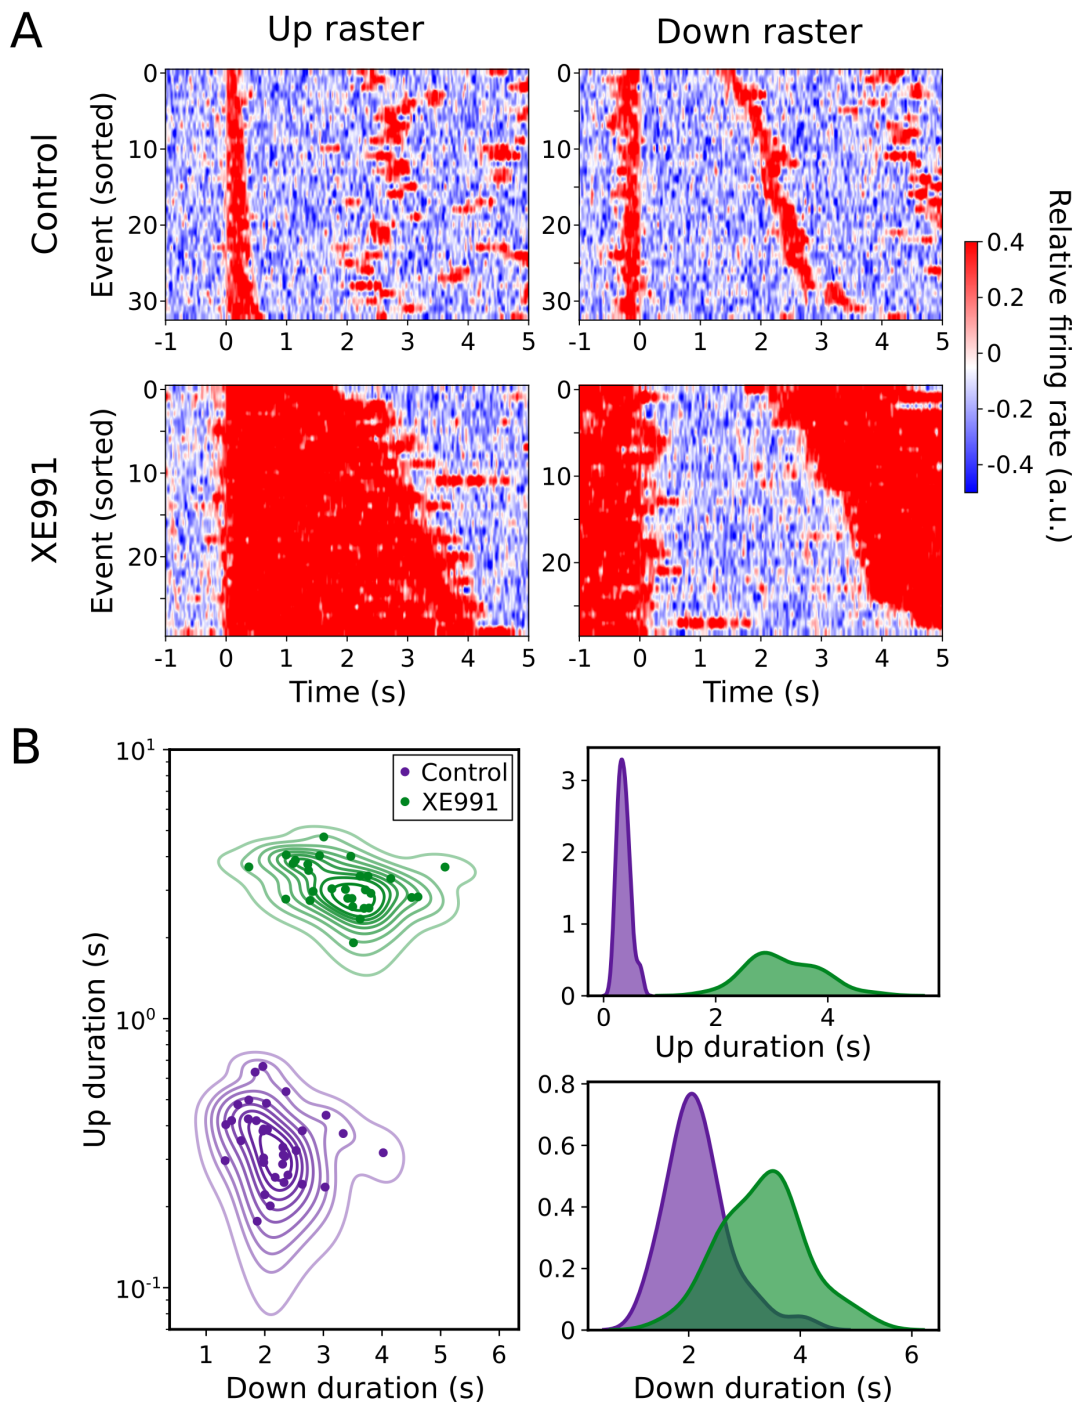 A
Up raster
Down raster
Control
Event (sorted)
0
10
20
30
-1 0 1 2 3 4 5
0
10
20
30
-1 0 1 2 3 4 5
XE991
Event (sorted)
0
10
20
-1 0 1 2 3 4 5
Time (s)
0
10
20
-1 0 1 2 3 4 5
Time (s)
0.4
0.2
0
-0.2
-0.4
Relative firing rate (a.u.)
B
Up duration (s)
10¹
10⁰
10⁻¹
Control
XE991
1 2 3 4 5 6
Down duration (s)
3
2
1
0
0 2 4
Up duration (s)
0.8
0.6
0.4
0.2
0
2 4 6
Down duration (s)